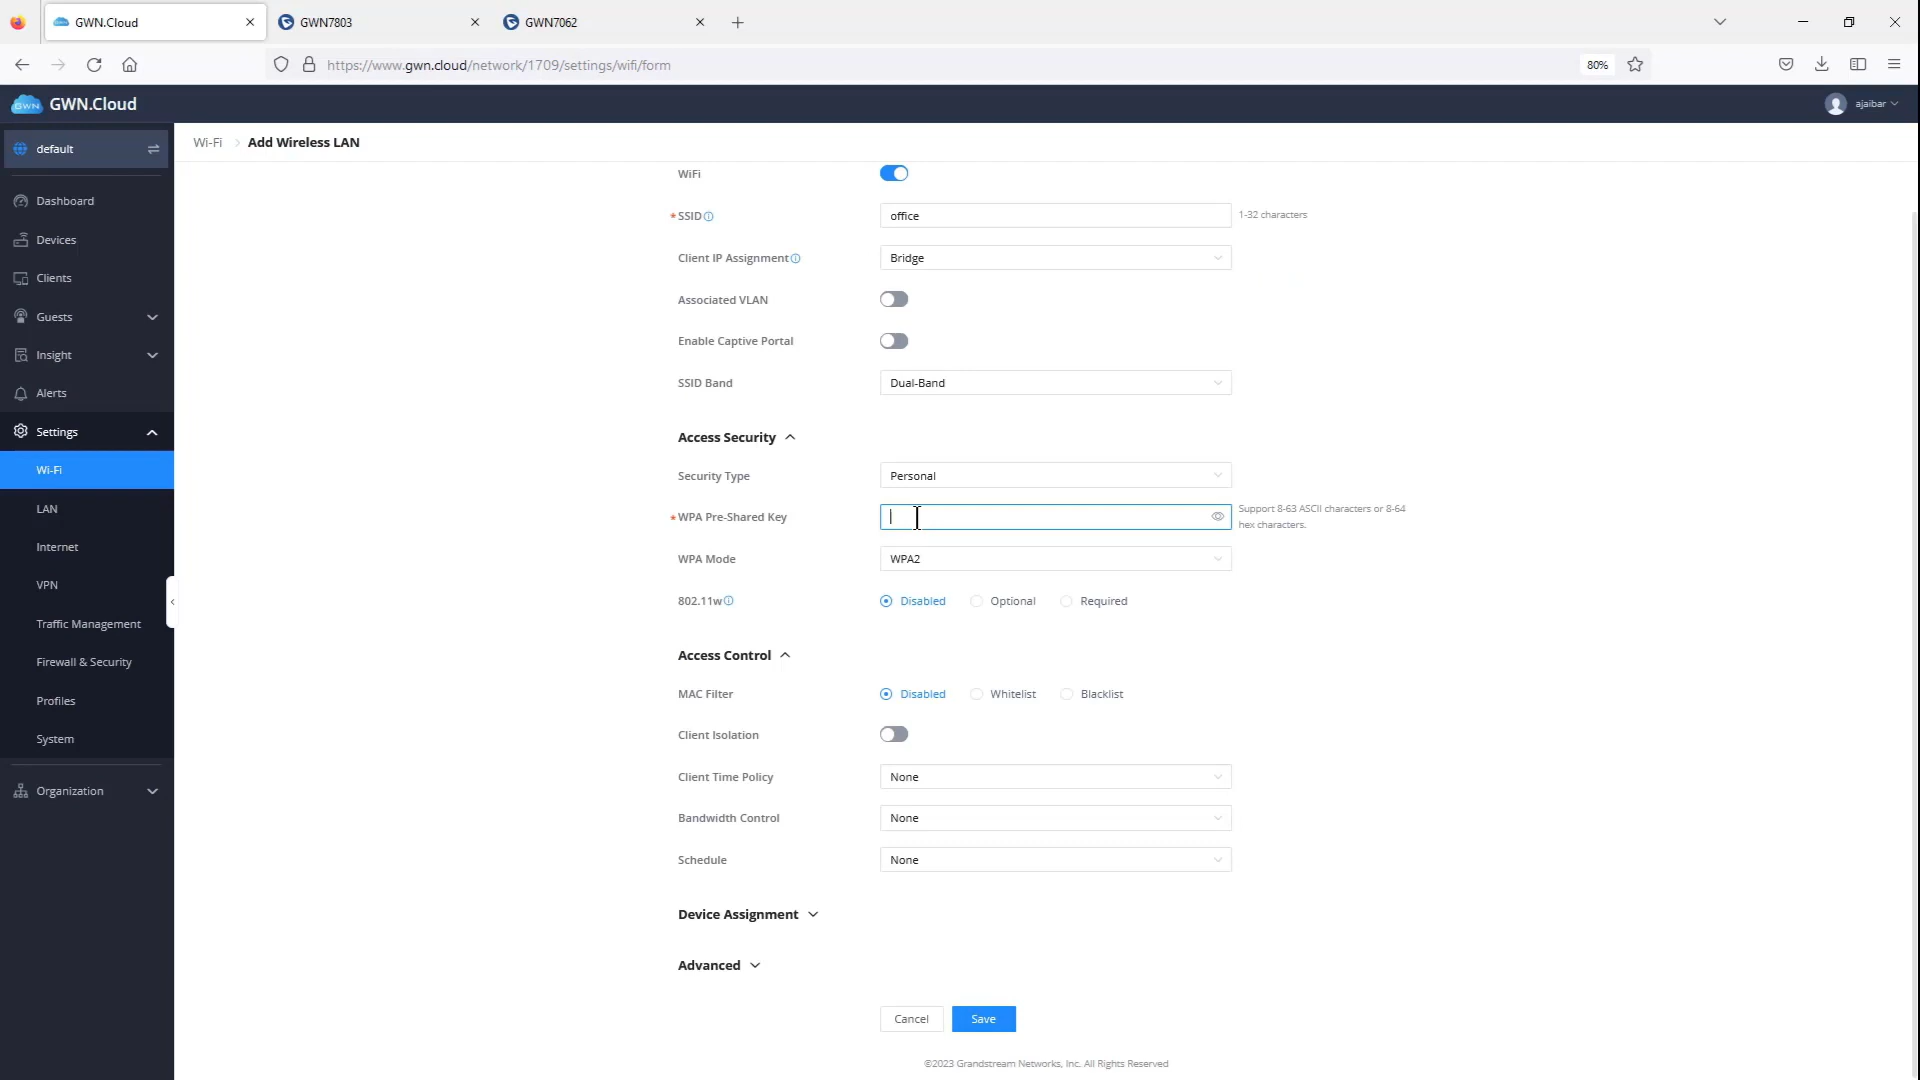 GWN.Cloud
GWN7803
GWN7062
https://www.gwn.cloud/network/1709/settings/wifi/form
80%
GWN
GWN.Cloud
ajaibar
default
Wi-Fi
Add Wireless LAN
Dashboard
Devices
Clients
Guests
Insight
Alerts
Settings
Wi-Fi
LAN
Internet
VPN
Traffic Management
Firewall & Security
Profiles
System
Organization
WiFi
*SSID
office
1-32 characters
Client IP Assignment
Bridge
Associated VLAN
Enable Captive Portal
SSID Band
Dual-Band
Access Security
Security Type
Personal
*WPA Pre-Shared Key
Support 8-63 ASCII characters or 8-64
hex characters.
WPA Mode
WPA2
802.11w
Disabled Optional Required
Access Control
MAC Filter
Disabled Whitelist Blacklist
Client Isolation
Client Time Policy
None
Bandwidth Control
None
Schedule
None
Device Assignment
Advanced
Cancel
Save
©2023 Grandstream Networks, Inc. All Rights Reserved